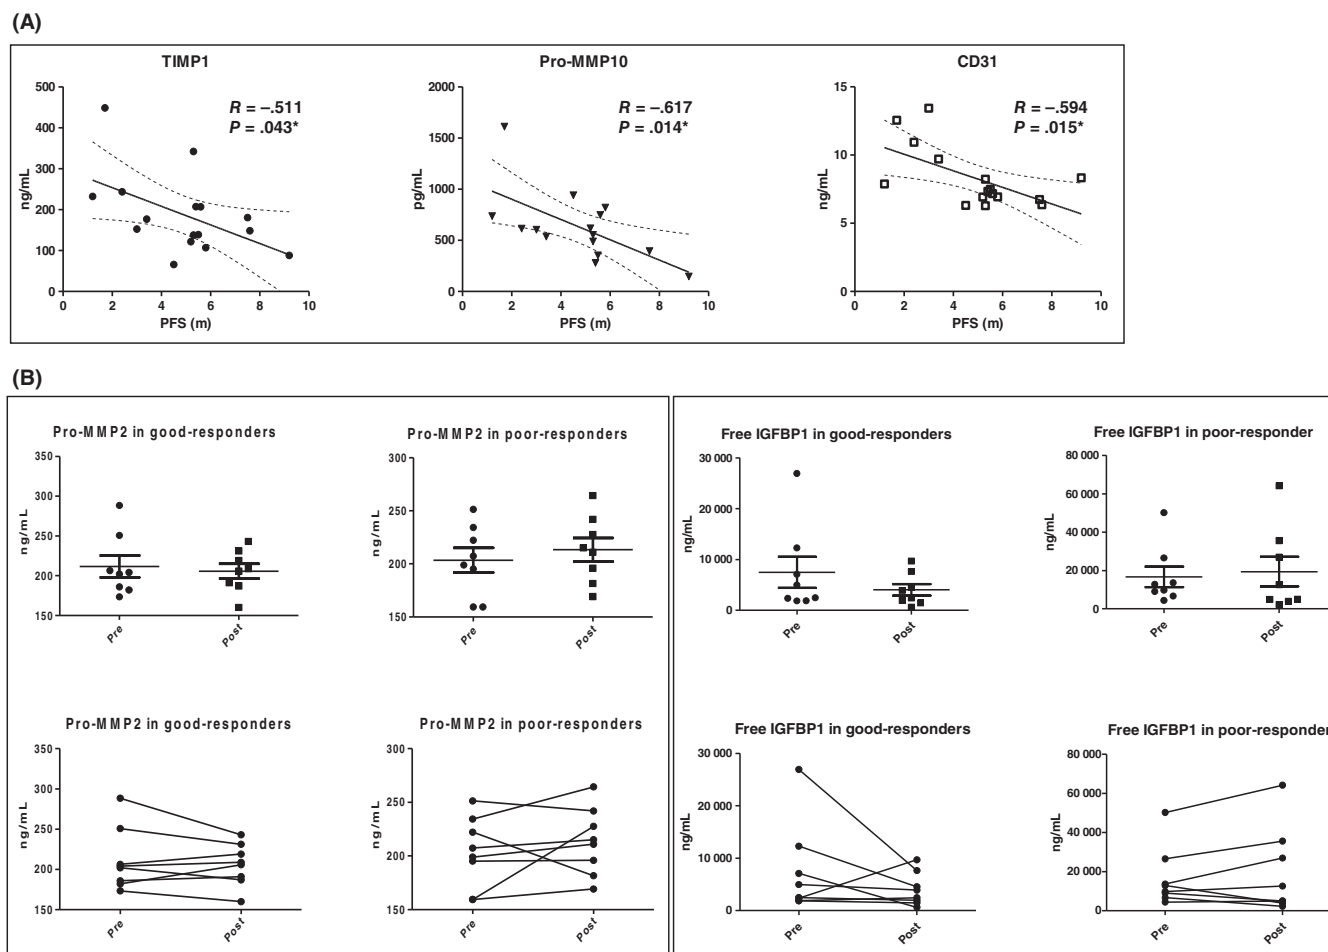 (A)
TIMP1
Pro-MMP10
CD31
R = –.511
P = .043*
R = –.617
P = .014*
R = –.594
P = .015*
ng/mL
500
400
300
200
100
0
0 2 4 6 8 10
PFS (m)
pg/mL
2000
1500
1000
500
0
0 2 4 6 8 10
PFS (m)
ng/mL
15
10
5
0
0 2 4 6 8 10
PFS (m)
(B)
Pro-MMP2 in good-responders
ng/mL
350
300
250
200
150
Pre Post
Pro-MMP2 in poor-responders
ng/mL
300
250
200
150
Pre Post
Free IGFBP1 in good-responders
ng/mL
30 000
20 000
10 000
0
Pre Post
Free IGFBP1 in poor-responder
ng/mL
80 000
60 000
40 000
20 000
0
Pre Post
Pro-MMP2 in good-responders
ng/mL
350
300
250
200
150
Pre Post
Pro-MMP2 in poor-responders
ng/mL
300
250
200
150
Pre Post
Free IGFBP1 in good-responders
ng/mL
30 000
20 000
10 000
0
Pre Post
Free IGFBP1 in poor-responder
ng/mL
80 000
60 000
40 000
20 000
0
Pre Post